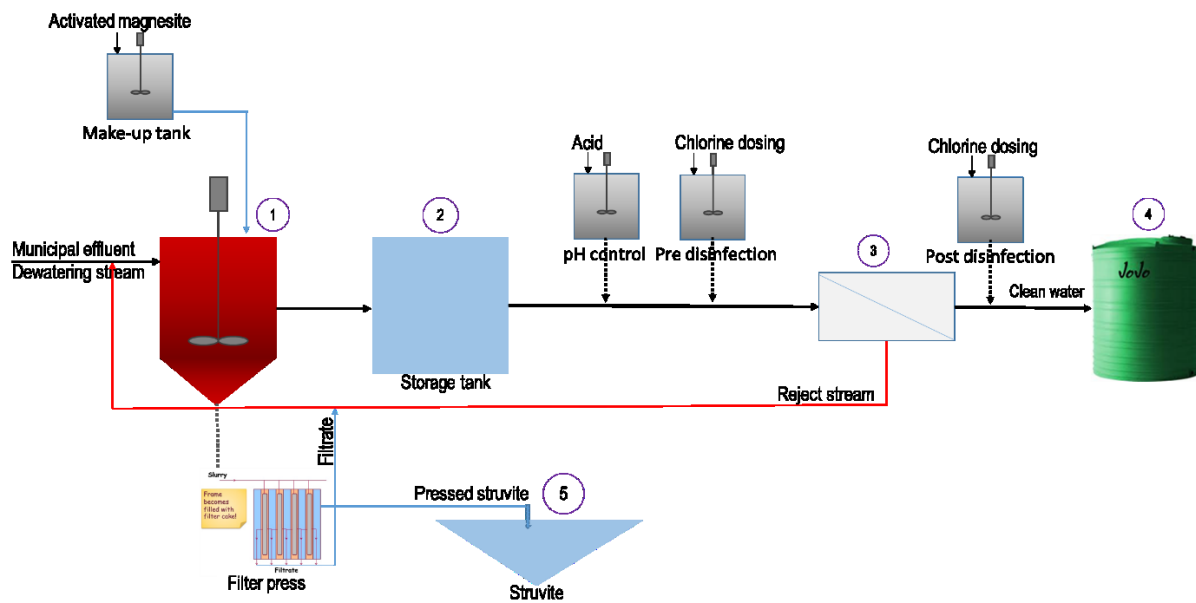 Activated magnesite
Make-up tank
1
Municipal effluent
Dewatering stream
2
Storage tank
Acid
pH control
Chlorine dosing
Pre disinfection
3
Chlorine dosing
Post disinfection
Clean water
4
JoJo
Reject stream
Filtrate
Slurry
Frame
becomes
filled with
filter cake!
Filtrate
Filter press
Pressed struvite
5
Struvite